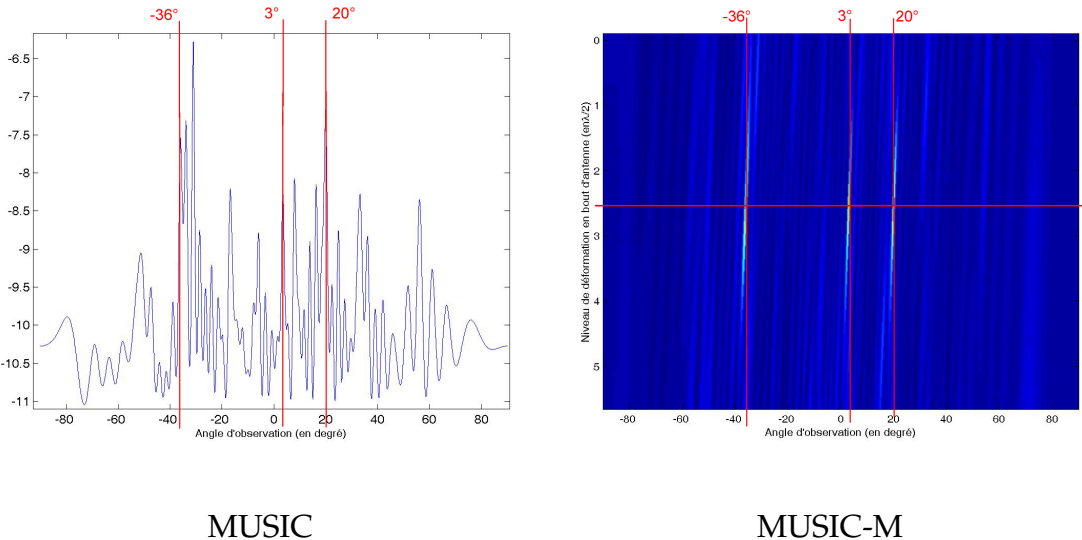 -36° 3° 20°
-6.5
-7
-7.5
-8
-8.5
-9
-9.5
-10
-10.5
-11
-80 -60 -40 -20 0 20 40 60 80
Angle d'observation (en degré)
MUSIC
-36° 3° 20°
Niveau de déformation en bout d'antenne (enλ/2)
0
1
2
3
4
5
-80 -60 -40 -20 0 20 40 60 80
Angle d'observation (en degré)
MUSIC-M